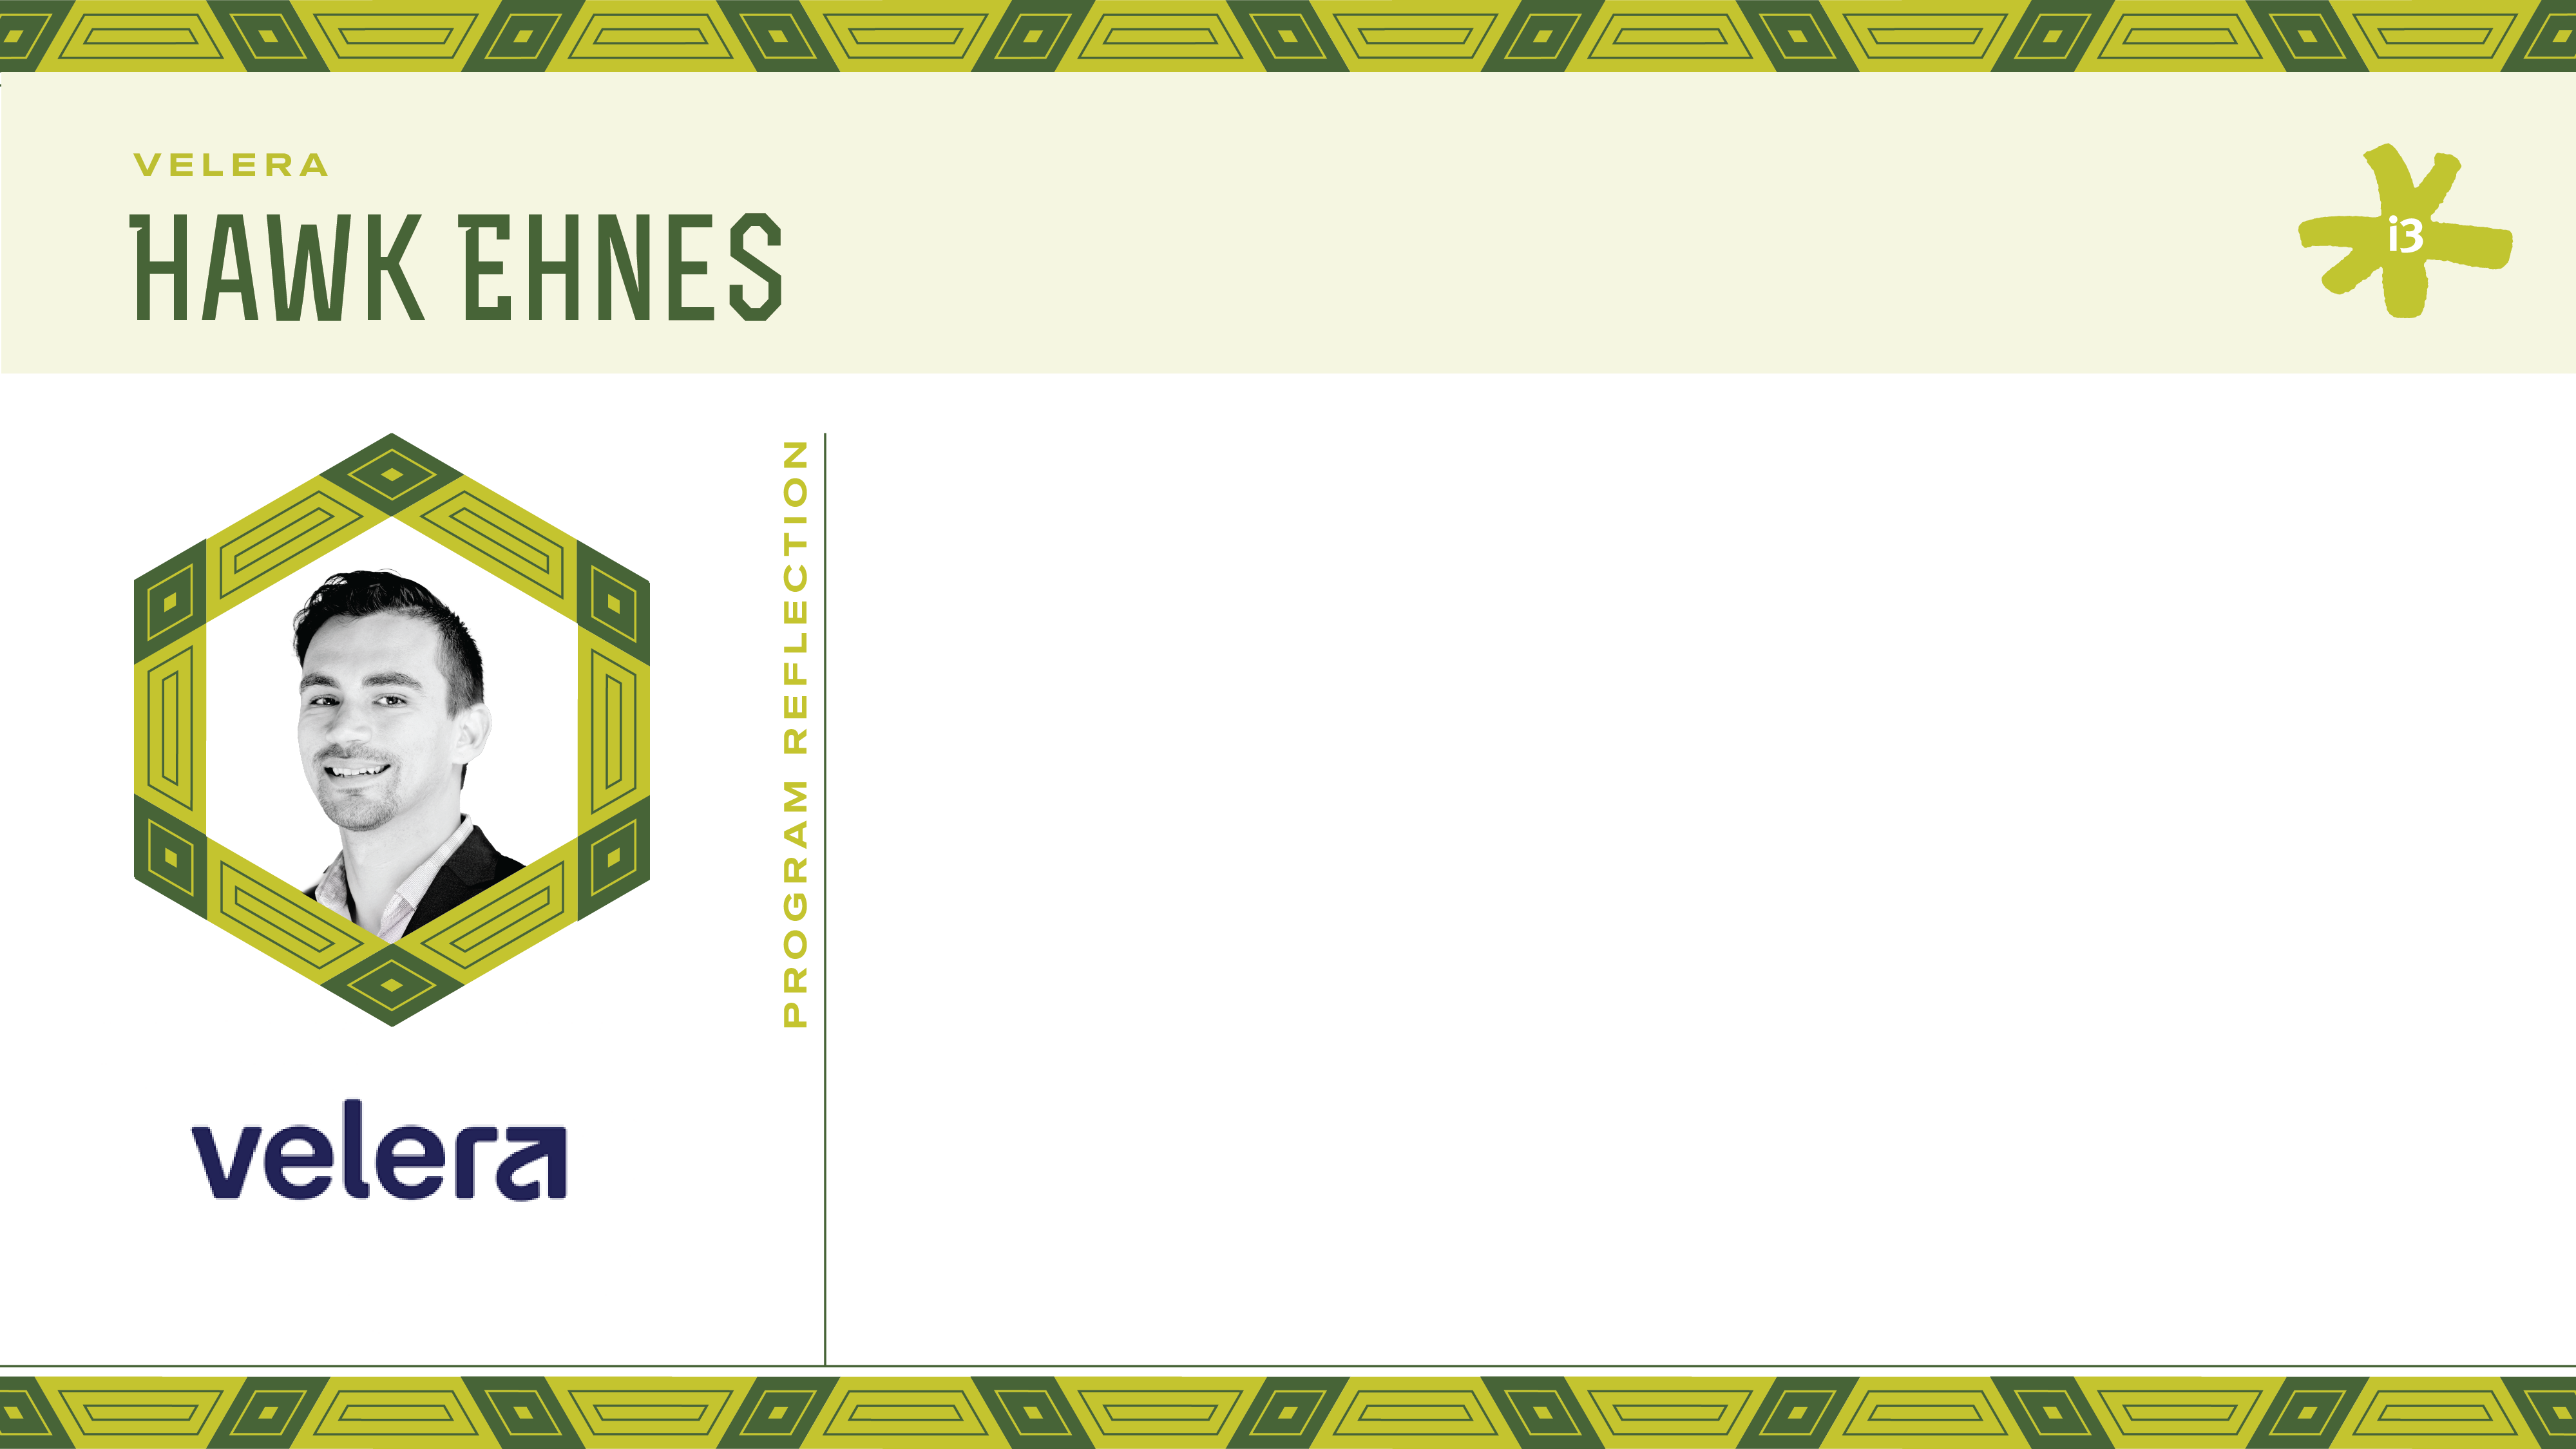 VELERA
HAWK EHNES
i3
PROGRAM REFLECTION
velera